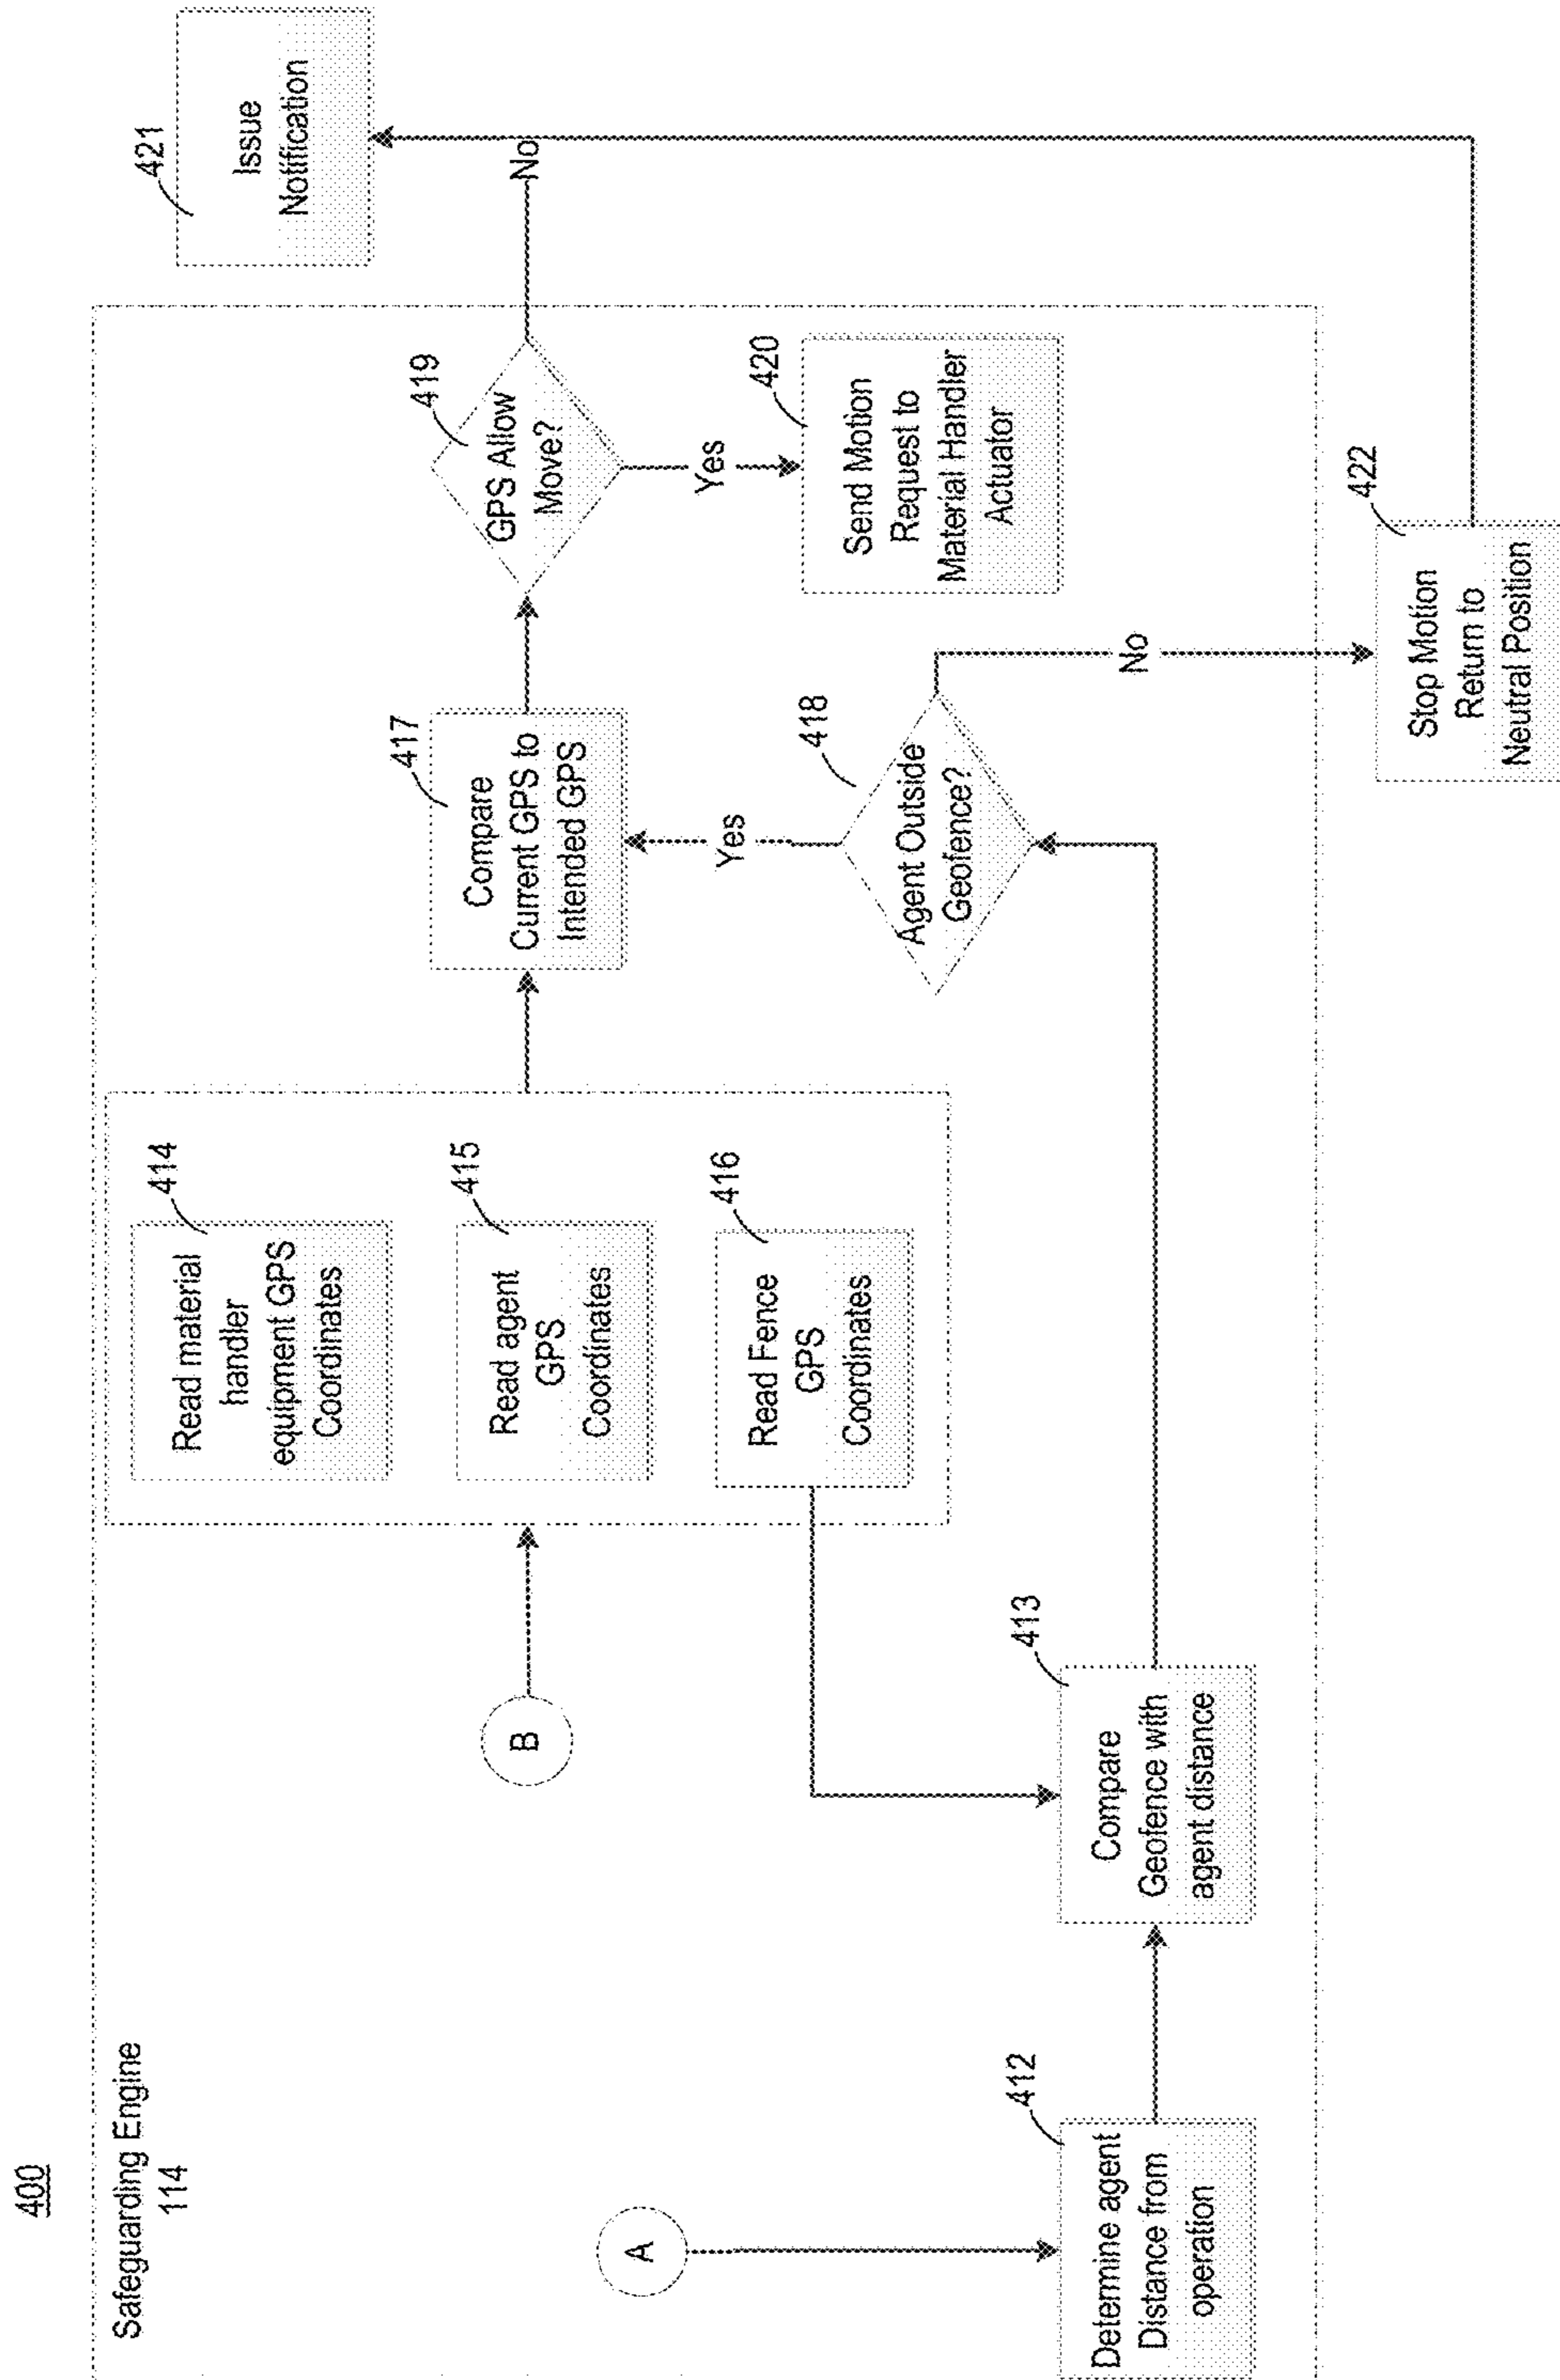 400
Safeguarding Engine
114
A
412
Determine agent
Distance from
operation
B
413
Compare
Geofence with
agent distance
414
Read material
handler
equipment GPS
Coordinates
415
Read agent
GPS
Coordinates
416
Read Fence
GPS
Coordinates
417
Compare
Current GPS to
Intended GPS
Yes
418
Agent Outside
Geofence?
No
419
GPS Allow
Move?
No
Yes
420
Send Motion
Request to
Material Handler
Actuator
421
Issue
Notification
422
Stop Motion
Return to
Neutral Position